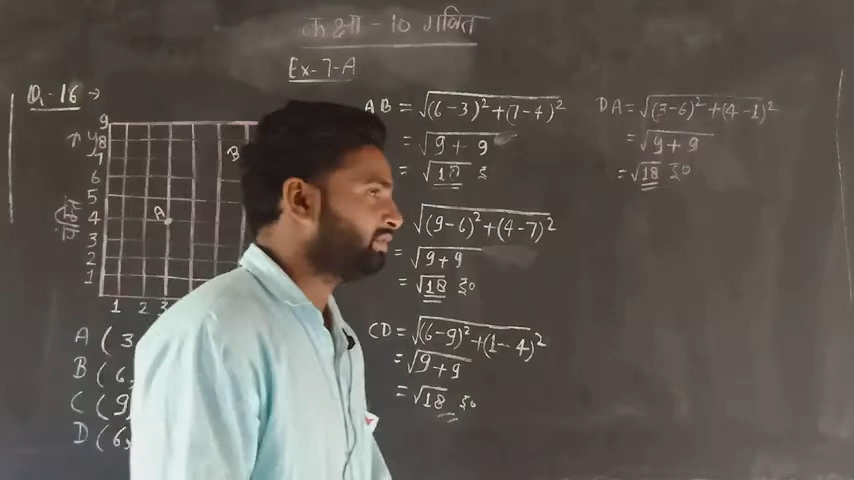 कक्षा - 10 गणित
Ex-7-A
Q.-16 →
9
↑ 8
7
6
5
4
3
2
1
1 2 3
A
B
A (3
B (6,
C (9
D (6,
AB = √(6-3)² + (7-4)²
= √9+9
= √18 इ
√(9-6)² + (4-7)²
= √9+9
= √18 इ०
CD = √(6-9)² + (1-4)²
= √9+9
= √18 इ०
DA = √(3-6)² + (4-1)²
= √9+9
= √18 इ०